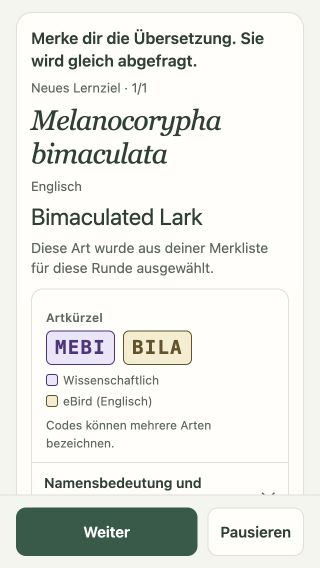 Merke dir die Übersetzung. Sie
wird gleich abgefragt.
Neues Lernziel · 1/1
Melanocorypha
bimaculata
Englisch
Bimaculated Lark
Diese Art wurde aus deiner Merkliste
für diese Runde ausgewählt.
Artkürzel
MEBI BILA
Wissenschaftlich
eBird (Englisch)
Codes können mehrere Arten
bezeichnen.
Namensbedeutung und
Weiter Pausieren